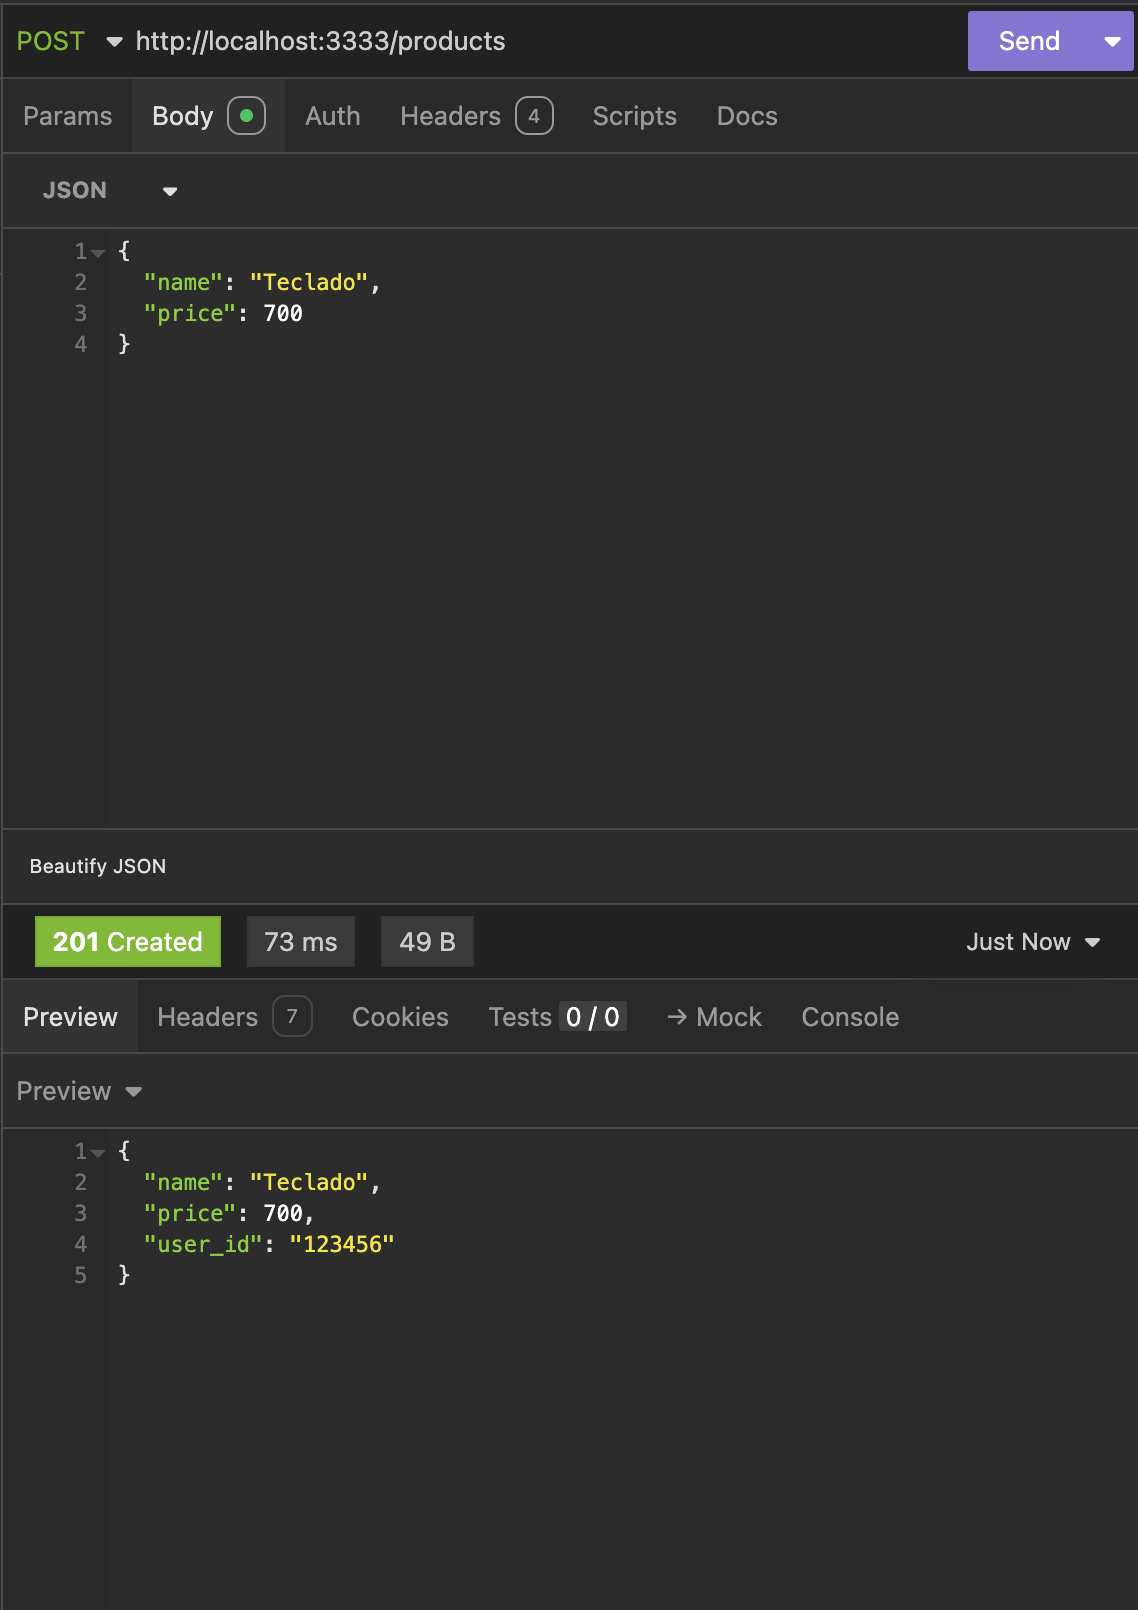 POST http://localhost:3333/products Send
Params Body Auth Headers 4 Scripts Docs
JSON
1 {
2 "name": "Teclado",
3 "price": 700
4 }
Beautify JSON
201 Created 73 ms 49 B Just Now
Preview Headers 7 Cookies Tests 0 / 0 → Mock Console
Preview
1 {
2 "name": "Teclado",
3 "price": 700,
4 "user_id": "123456"
5 }